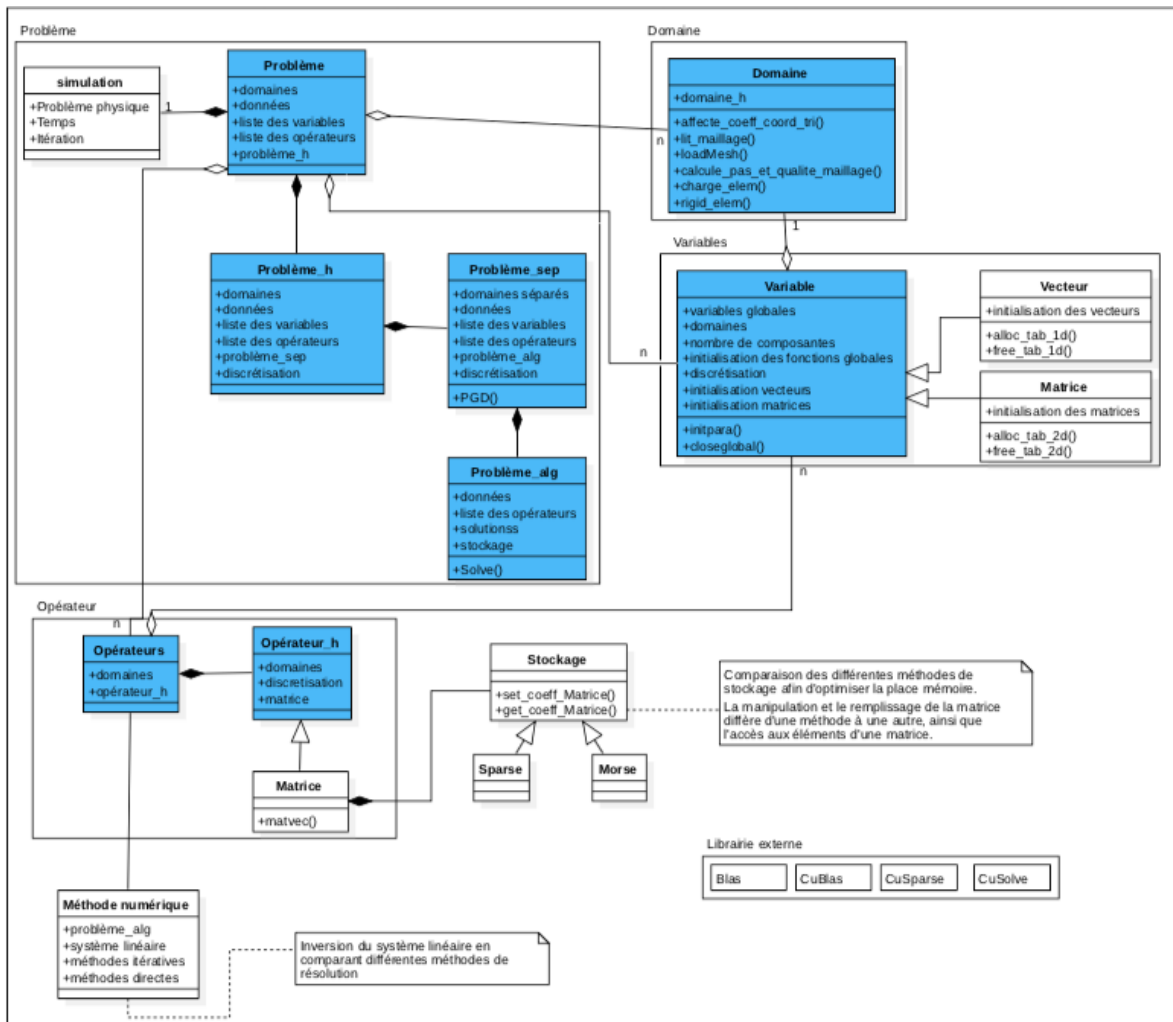 Problème
simulation
+Problème physique
+Temps
+Itération
1
Problème
+domaines
+données
+liste des variables
+liste des opérateurs
+problème_h
Problème_h
+domaines
+données
+liste des variables
+liste des opérateurs
+problème_sep
+discrétisation
Problème_sep
+domaines séparés
+données
+liste des variables
+liste des opérateurs
+problème_alg
+discrétisation
+PGD()
Problème_alg
+données
+liste des opérateurs
+solutionss
+stockage
+Solve()
Domaine
Domaine
+domaine_h
+affecte_coeff_coord_tri()
+lit_maillage()
+loadMesh()
+calcule_pas_et_qualite_maillage()
+charge_elem()
+rigid_elem()
n
1
Variables
Variable
+variables globales
+domaines
+nombre de composantes
+initialisation des fonctions globales
+discrétisation
+initialisation vecteurs
+initialisation matrices
+initpara()
+closeglobal()
n
n
Vecteur
+initialisation des vecteurs
+alloc_tab_1d()
+free_tab_1d()
Matrice
+initialisation des matrices
+alloc_tab_2d()
+free_tab_2d()
Opérateur
n
Opérateurs
+domaines
+opérateur_h
Opérateur_h
+domaines
+discretisation
+matrice
Matrice
+matvec()
Stockage
+set_coeff_Matrice()
+get_coeff_Matrice()
Sparse
Morse
Comparaison des différentes méthodes de
stockage afin d'optimiser la place mémoire.
La manipulation et le remplissage de la matrice
diffère d'une méthode à une autre, ainsi que
l'accès aux éléments d'une matrice.
Librairie externe
Blas
CuBlas
CuSparse
CuSolve
Méthode numérique
+problème_alg
+système linéaire
+méthodes itératives
+méthodes directes
Inversion du système linéaire en
comparant différentes méthodes de
résolution